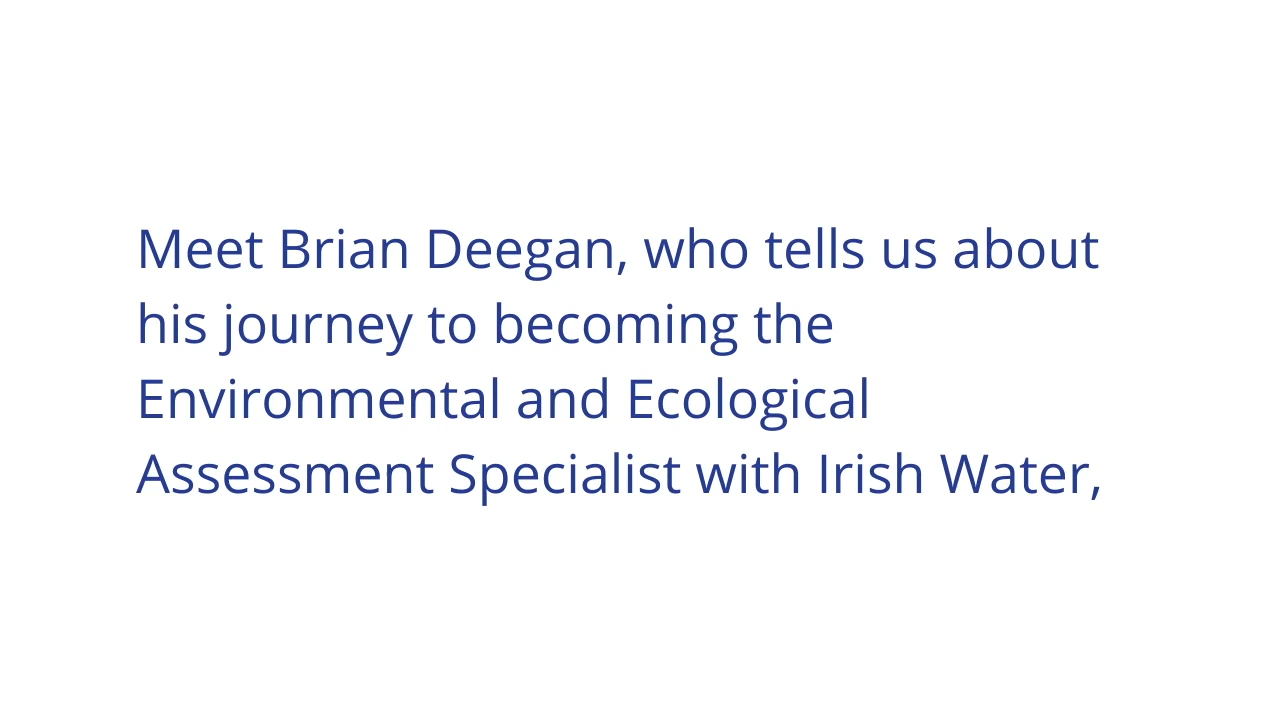 Meet Brian Deegan, who tells us about
his journey to becoming the
Environmental and Ecological
Assessment Specialist with Irish Water,